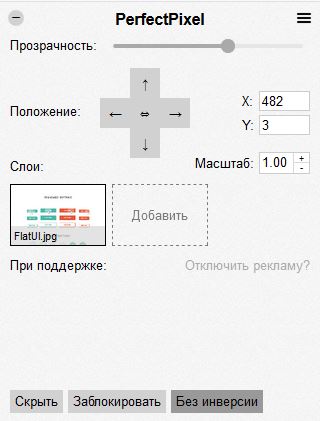 PerfectPixel
Прозрачность:
Положение:
X: 482
Y: 3
Слои:
Масштаб: 1.00 + -
FlatUI.jpg
Добавить
При поддержке:
Отключить рекламу?
Скрыть Заблокировать Без инверсии